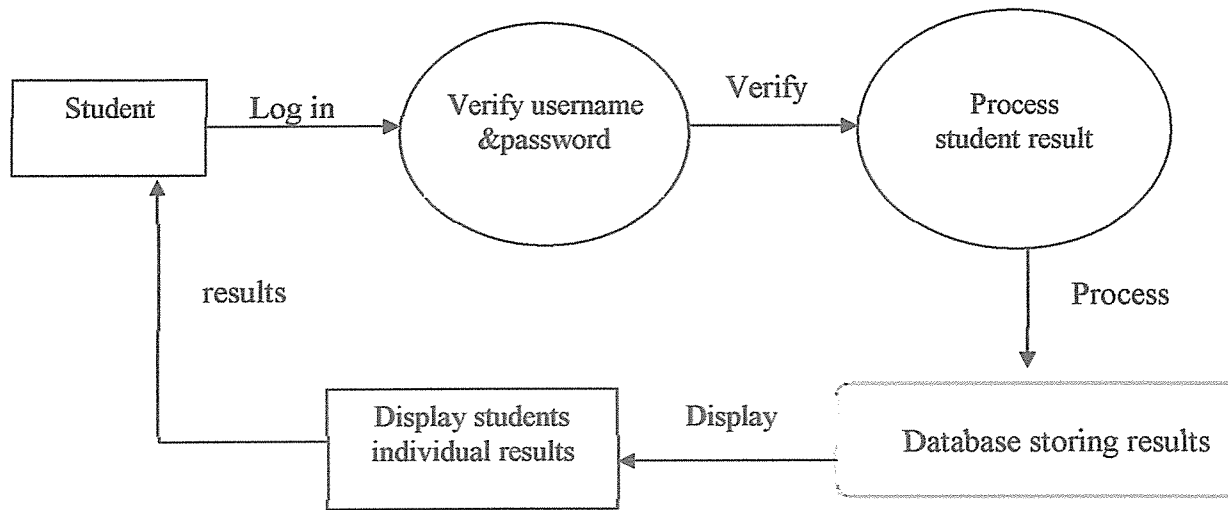 Student
Log in
Verify username
&password
Verify
Process
student result
results
Process
Display students
individual results
Display
Database storing results